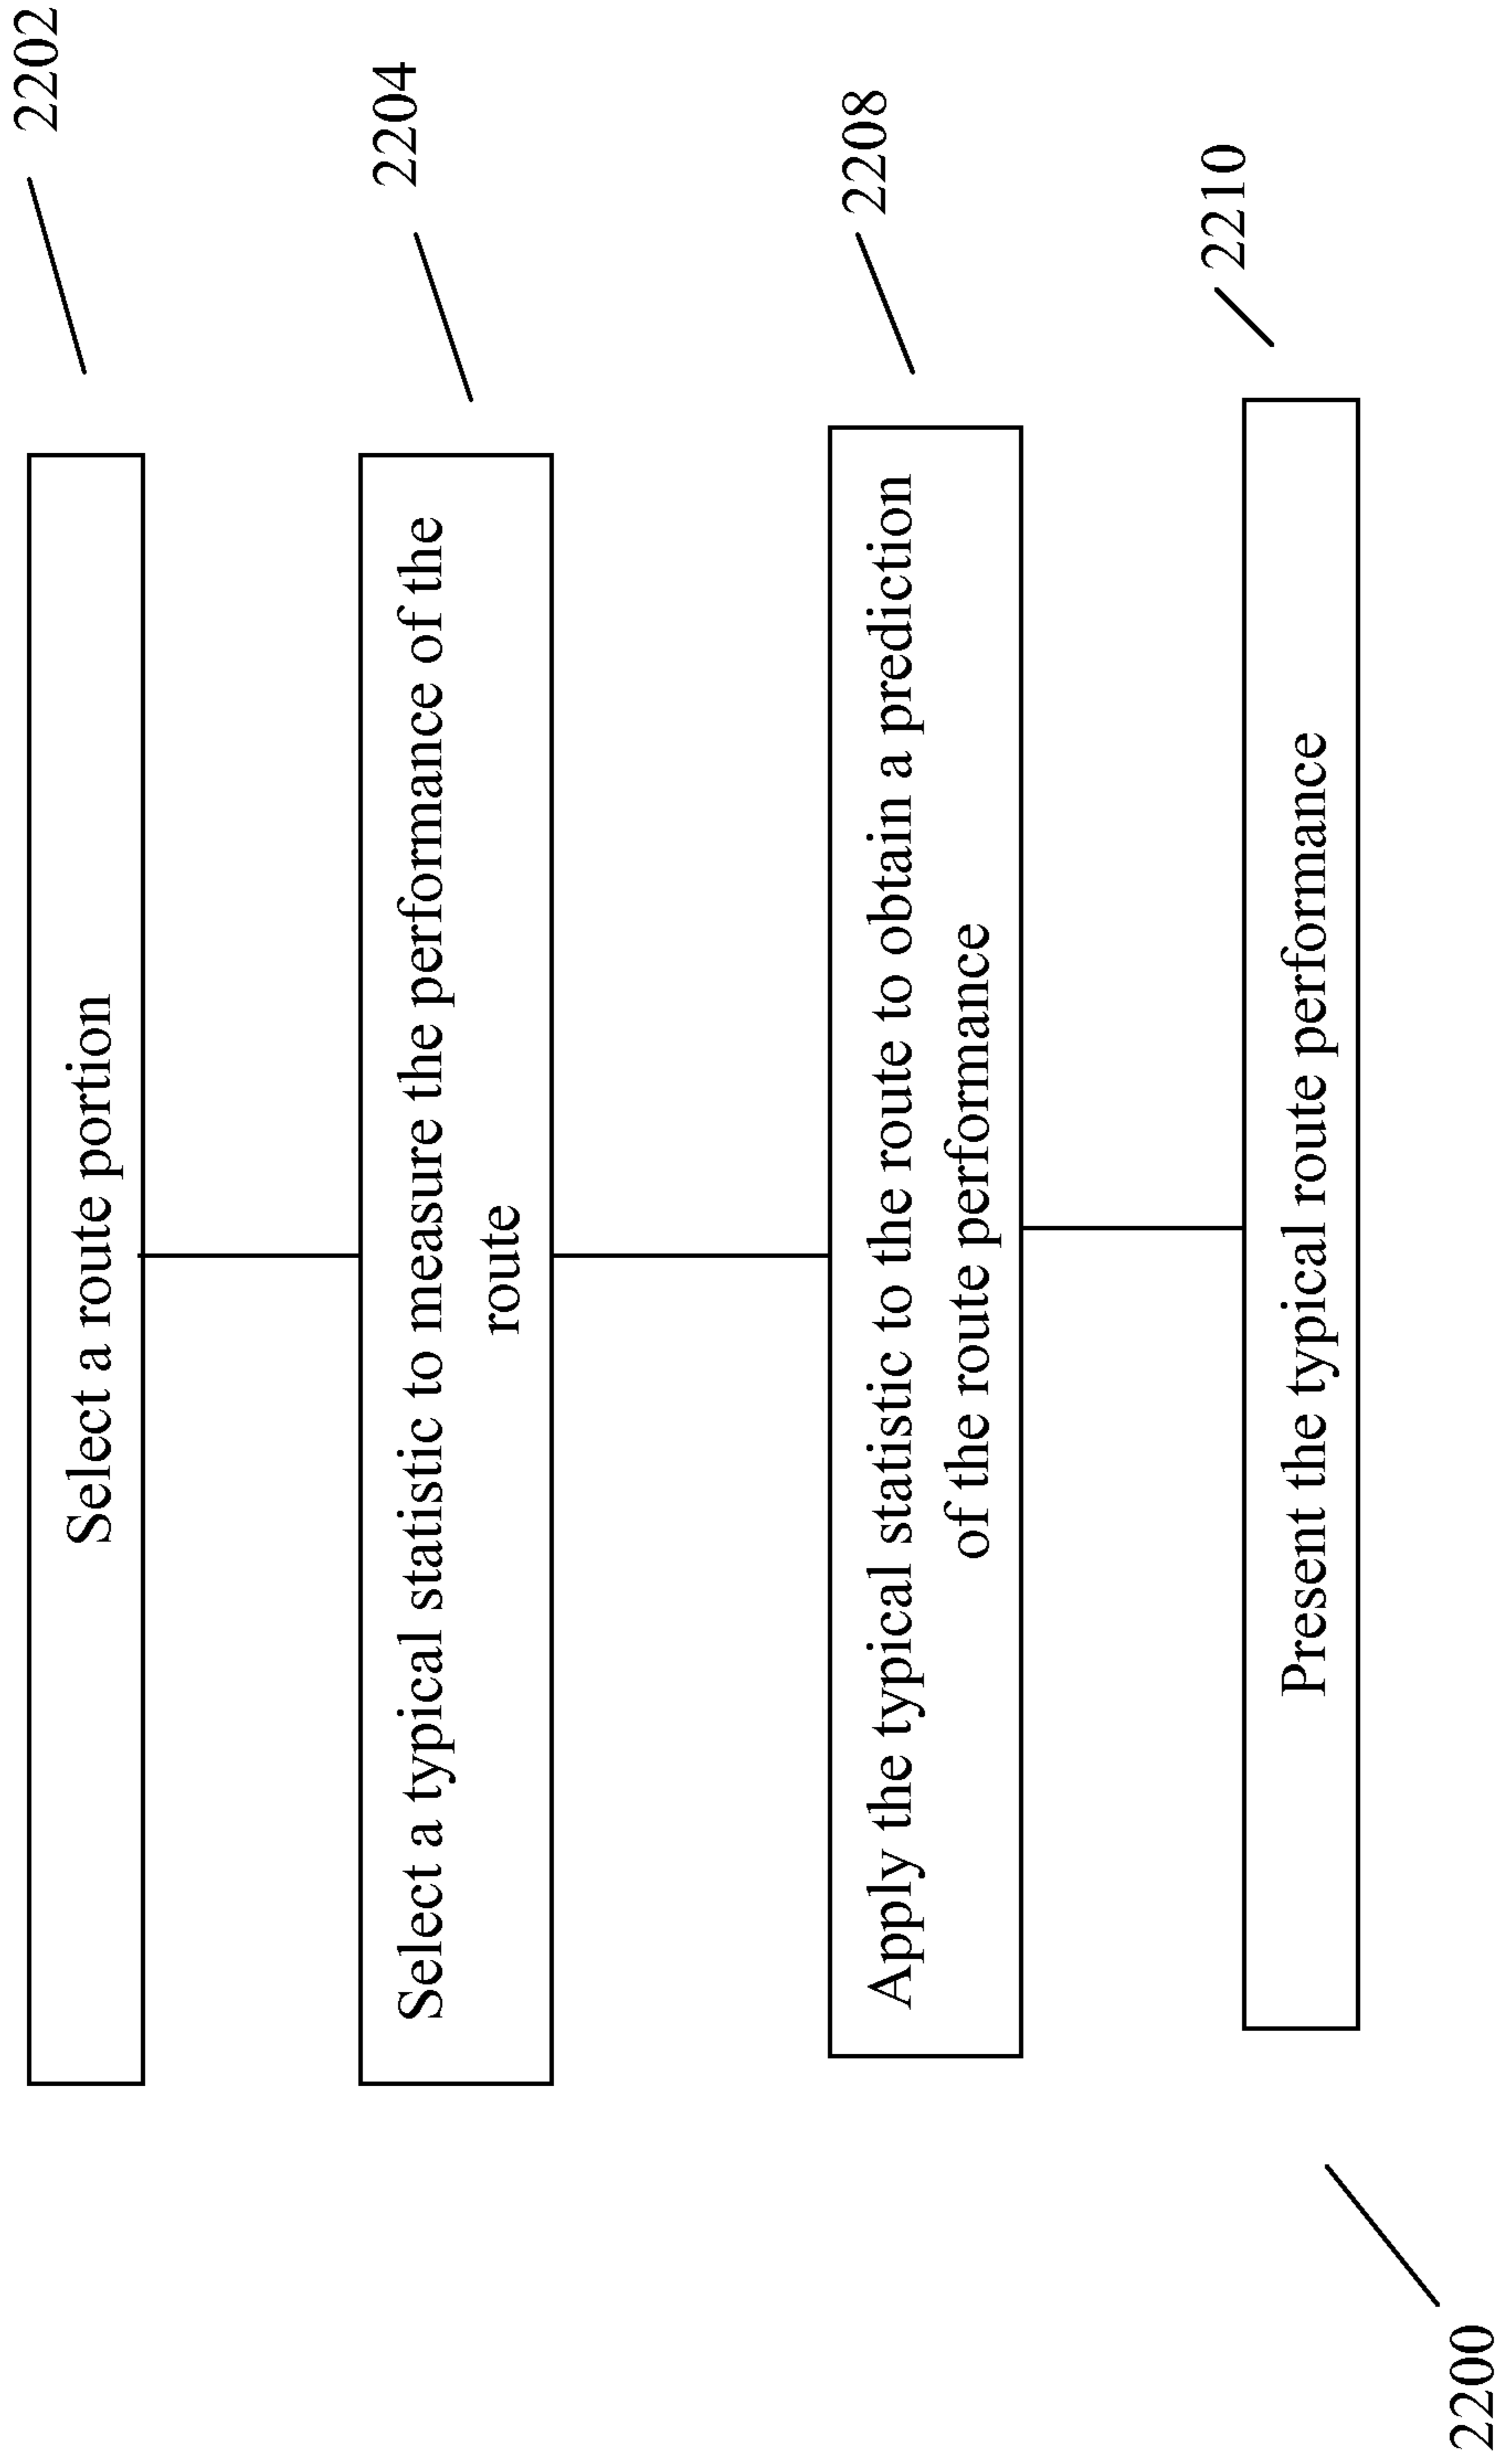 Select a route portion
2202
Select a typical statistic to measure the performance of the
route
2204
Apply the typical statistic to the route to obtain a prediction
of the route performance
2208
Present the typical route performance
2210
2200